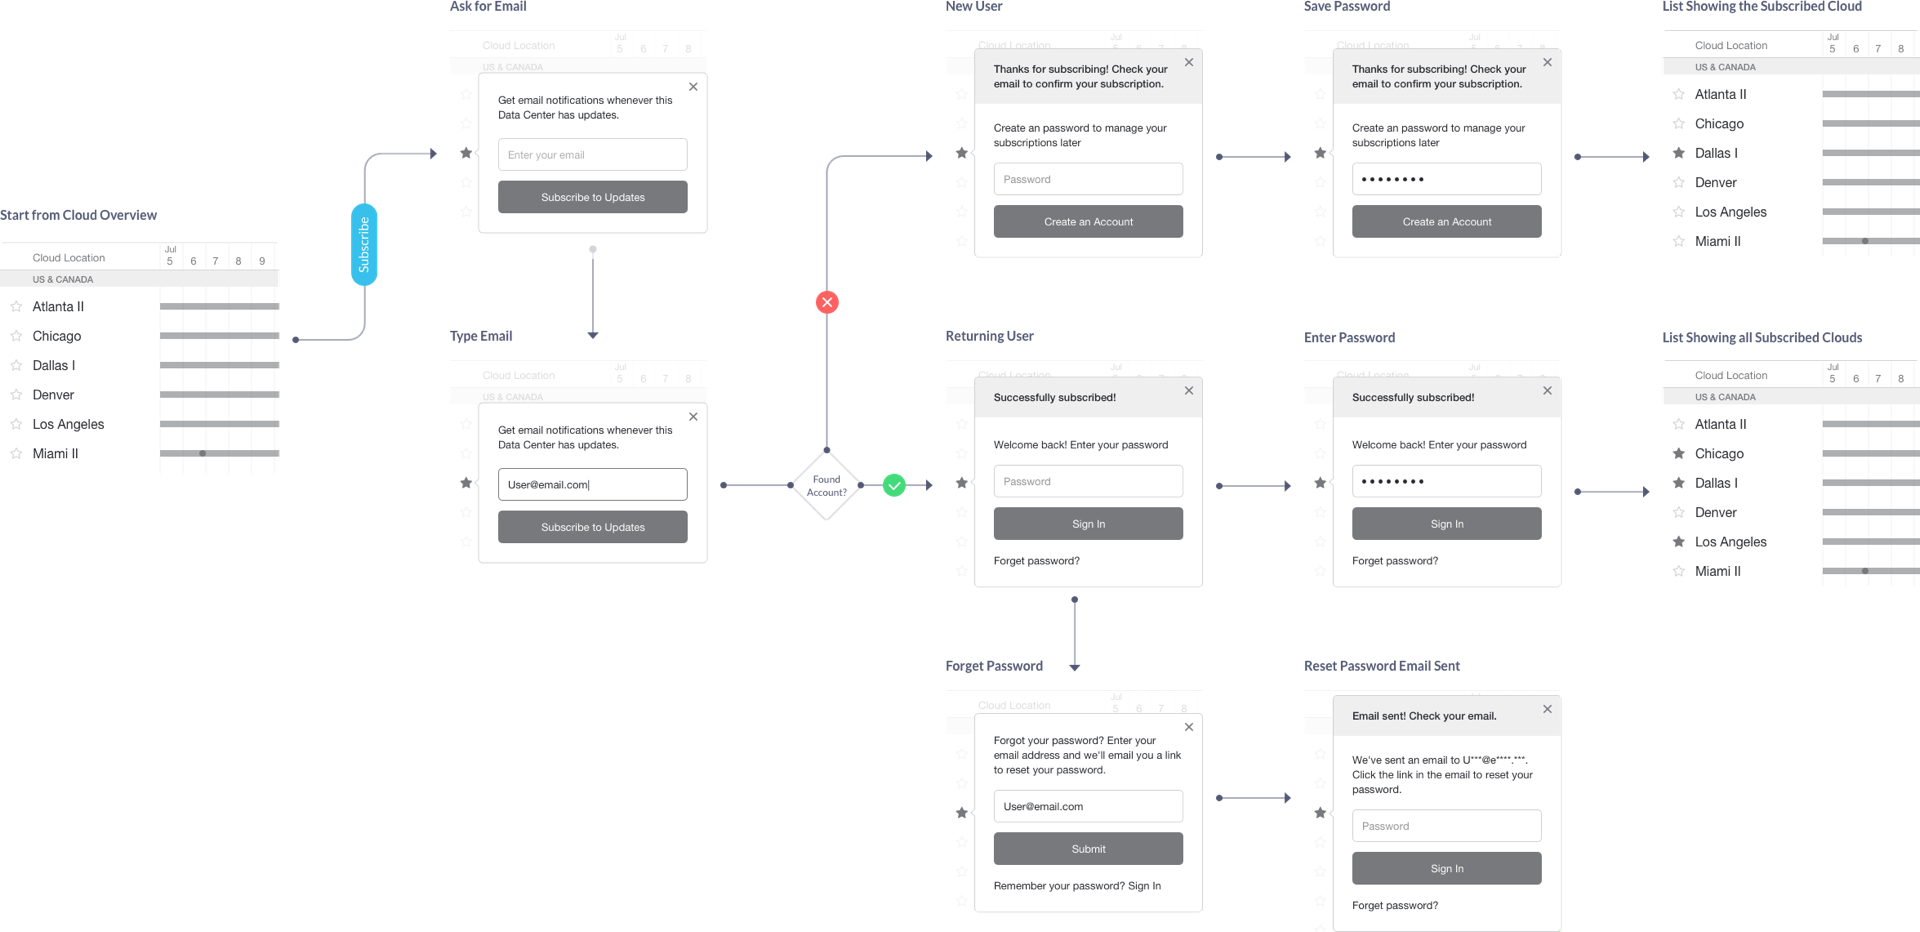 Start from Cloud Overview
Cloud Location
Jul
5 6 7 8 9
US & CANADA
Atlanta II
Chicago
Dallas I
Denver
Los Angeles
Miami II
Subscribe
Ask for Email
Cloud Location
Jul
5 6 7 8
US & CANADA
Get email notifications whenever this
Data Center has updates.
Enter your email
Subscribe to Updates
Type Email
Cloud Location
Jul
5 6 7 8
US & CANADA
Get email notifications whenever this
Data Center has updates.
User@email.com
Subscribe to Updates
Found
Account?
New User
Cloud Location
Jul
5 6 7 8
Thanks for subscribing! Check your
email to confirm your subscription.
Create an password to manage your
subscriptions later
Password
Create an Account
Save Password
Cloud Location
Jul
5 6 7 8
Thanks for subscribing! Check your
email to confirm your subscription.
Create an password to manage your
subscriptions later
Create an Account
List Showing the Subscribed Cloud
Cloud Location
Jul
5 6 7 8
US & CANADA
Atlanta II
Chicago
Dallas I
Denver
Los Angeles
Miami II
Returning User
Cloud Location
Jul
5 6 7 8
Successfully subscribed!
Welcome back! Enter your password
Password
Sign In
Forget password?
Enter Password
Cloud Location
Jul
5 6 7 8
Successfully subscribed!
Welcome back! Enter your password
Sign In
Forget password?
List Showing all Subscribed Clouds
Cloud Location
Jul
5 6 7 8
US & CANADA
Atlanta II
Chicago
Dallas I
Denver
Los Angeles
Miami II
Forget Password
Cloud Location
Jul
5 6 7 8
Forgot your password? Enter your
email address and we'll email you a link
to reset your password.
User@email.com
Submit
Remember your password? Sign In
Reset Password Email Sent
Email sent! Check your email.
We've sent an email to U***@e****.***.
Click the link in the email to reset your
password.
Password
Sign In
Forget password?